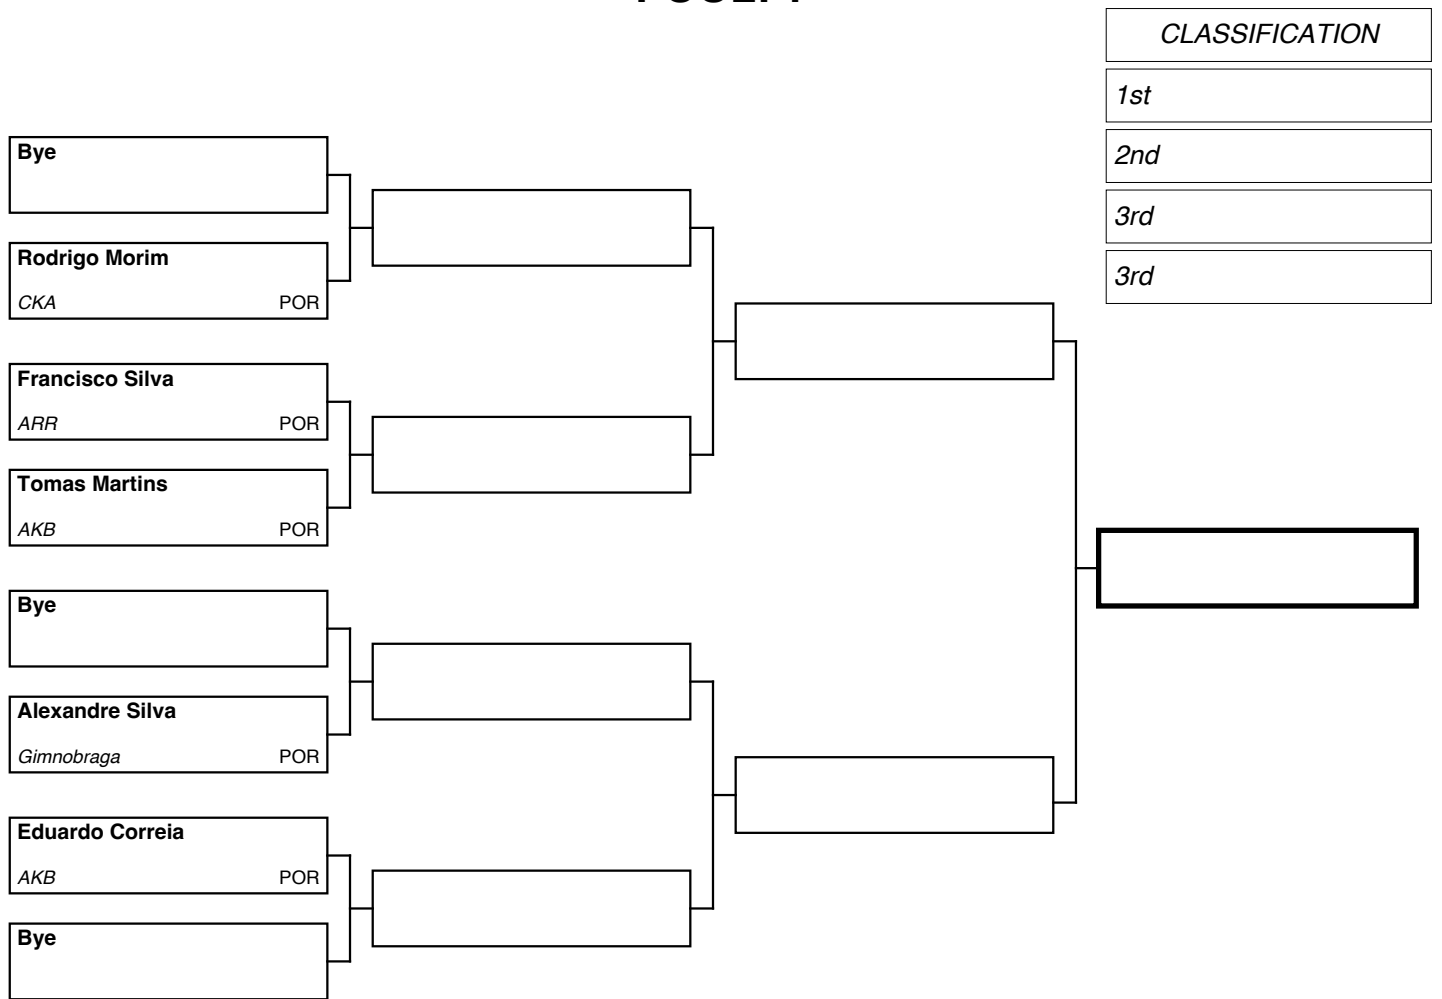 CLASSIFICATION
1st
2nd
3rd
3rd
Bye
Rodrigo Morim
CKA POR
Francisco Silva
ARR POR
Tomas Martins
AKB POR
Bye
Alexandre Silva
Gimnobraga POR
Eduardo Correia
AKB POR
Bye